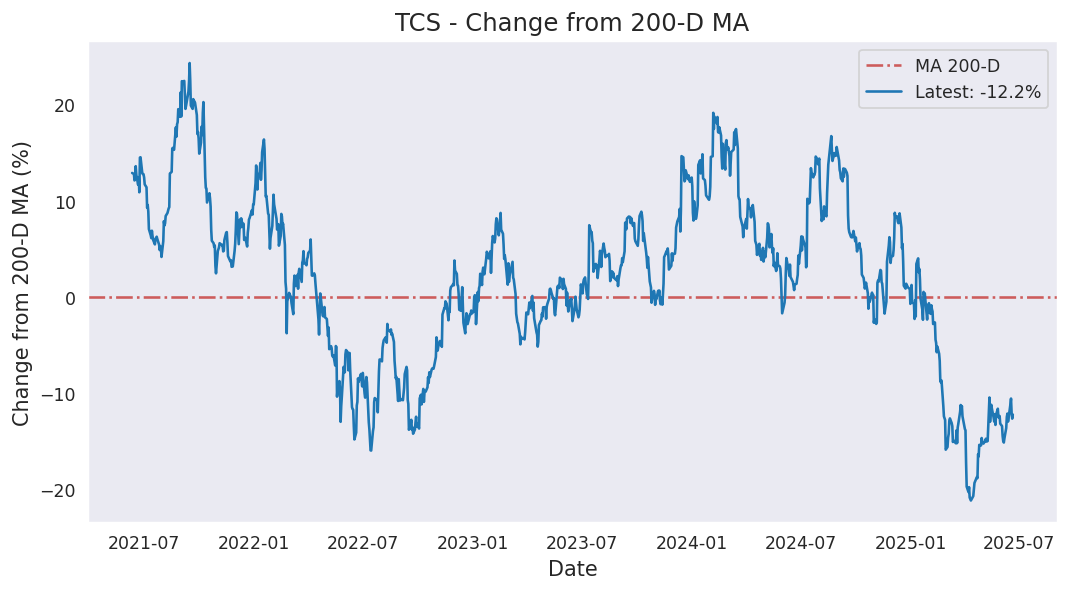 TCS - Change from 200-D MA
MA 200-D
Latest: -12.2%
Change from 200-D MA (%)
20
10
0
−10
−20
2021-07 2022-01 2022-07 2023-01 2023-07 2024-01 2024-07 2025-01 2025-07
Date